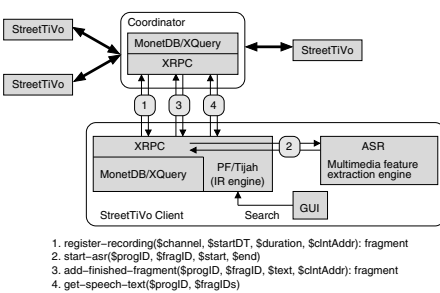 Coordinator
StreetTiVo
MonetDB/XQuery
StreetTiVo
XRPC
StreetTiVo
1
3
4
XRPC
2
ASR
Multimedia feature
extraction engine
MonetDB/XQuery
PF/Tijah
(IR engine)
GUI
StreetTiVo Client
Search
1. register-recording($channel, $startDT, $duration, $clntAddr): fragment
2. start-asr($progID, $fragID, $start, $end)
3. add-finished-fragment($progID, $fragID, $text, $clntAddr): fragment
4. get-speech-text($progID, $fragIDs)